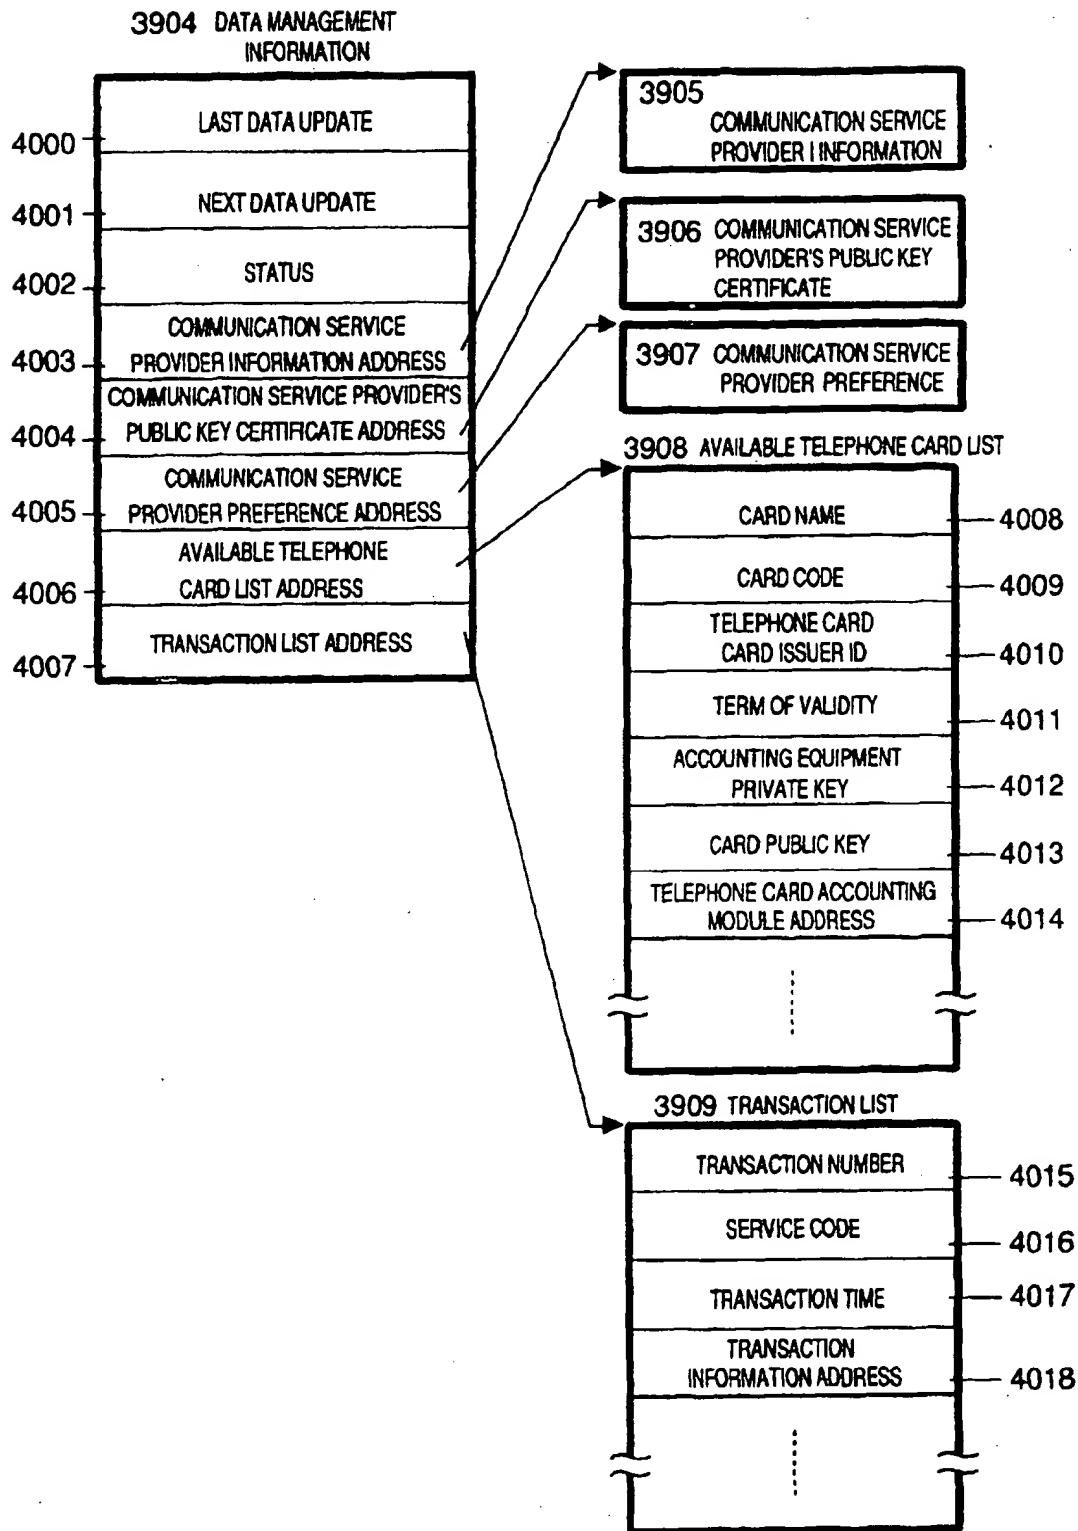 3904 DATA MANAGEMENT
INFORMATION
LAST DATA UPDATE
4000
NEXT DATA UPDATE
4001
STATUS
4002
COMMUNICATION SERVICE
PROVIDER INFORMATION ADDRESS
4003
COMMUNICATION SERVICE PROVIDER'S
PUBLIC KEY CERTIFICATE ADDRESS
4004
COMMUNICATION SERVICE
PROVIDER PREFERENCE ADDRESS
4005
AVAILABLE TELEPHONE
CARD LIST ADDRESS
4006
TRANSACTION LIST ADDRESS
4007
3905
COMMUNICATION SERVICE
PROVIDER I INFORMATION
3906 COMMUNICATION SERVICE
PROVIDER'S PUBLIC KEY
CERTIFICATE
3907 COMMUNICATION SERVICE
PROVIDER PREFERENCE
3908 AVAILABLE TELEPHONE CARD LIST
CARD NAME
4008
CARD CODE
4009
TELEPHONE CARD
CARD ISSUER ID
4010
TERM OF VALIDITY
4011
ACCOUNTING EQUIPMENT
PRIVATE KEY
4012
CARD PUBLIC KEY
4013
TELEPHONE CARD ACCOUNTING
MODULE ADDRESS
4014
3909 TRANSACTION LIST
TRANSACTION NUMBER
4015
SERVICE CODE
4016
TRANSACTION TIME
4017
TRANSACTION
INFORMATION ADDRESS
4018